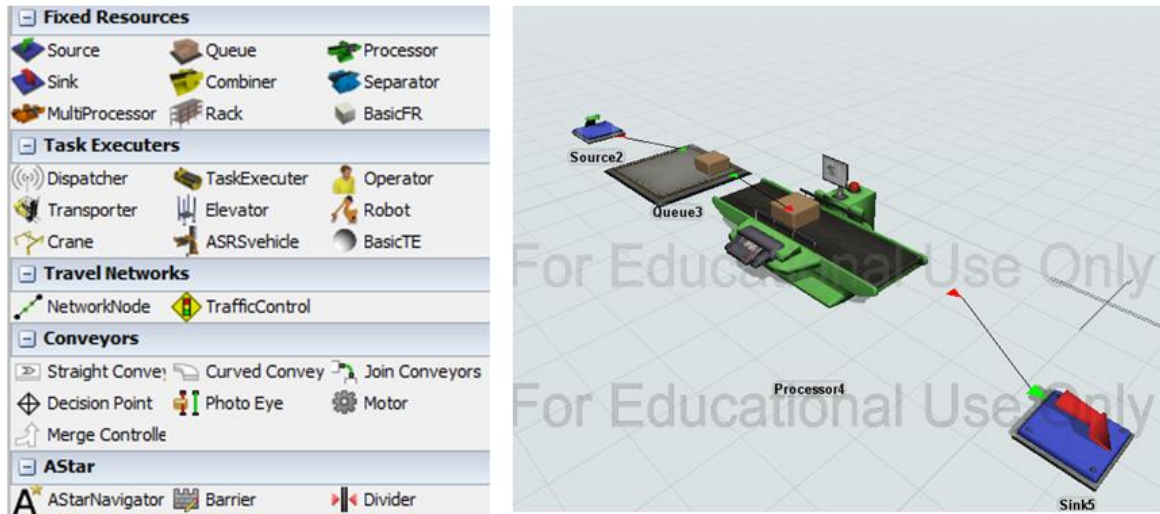 Fixed Resources
Source Queue Processor
Sink Combiner Separator
MultiProcessor Rack BasicFR
Task Executers
Dispatcher TaskExecuter Operator
Transporter Elevator Robot
Crane ASRSvehicle BasicTE
Travel Networks
NetworkNode TrafficControl
Conveyors
Straight Convey Curved Convey Join Conveyors
Decision Point Photo Eye Motor
Merge Controlle
AStar
AStarNavigator Barrier Divider
Source2
Queue3
For Educational Use Only
Processor4
For Educational Use Only
Sink5